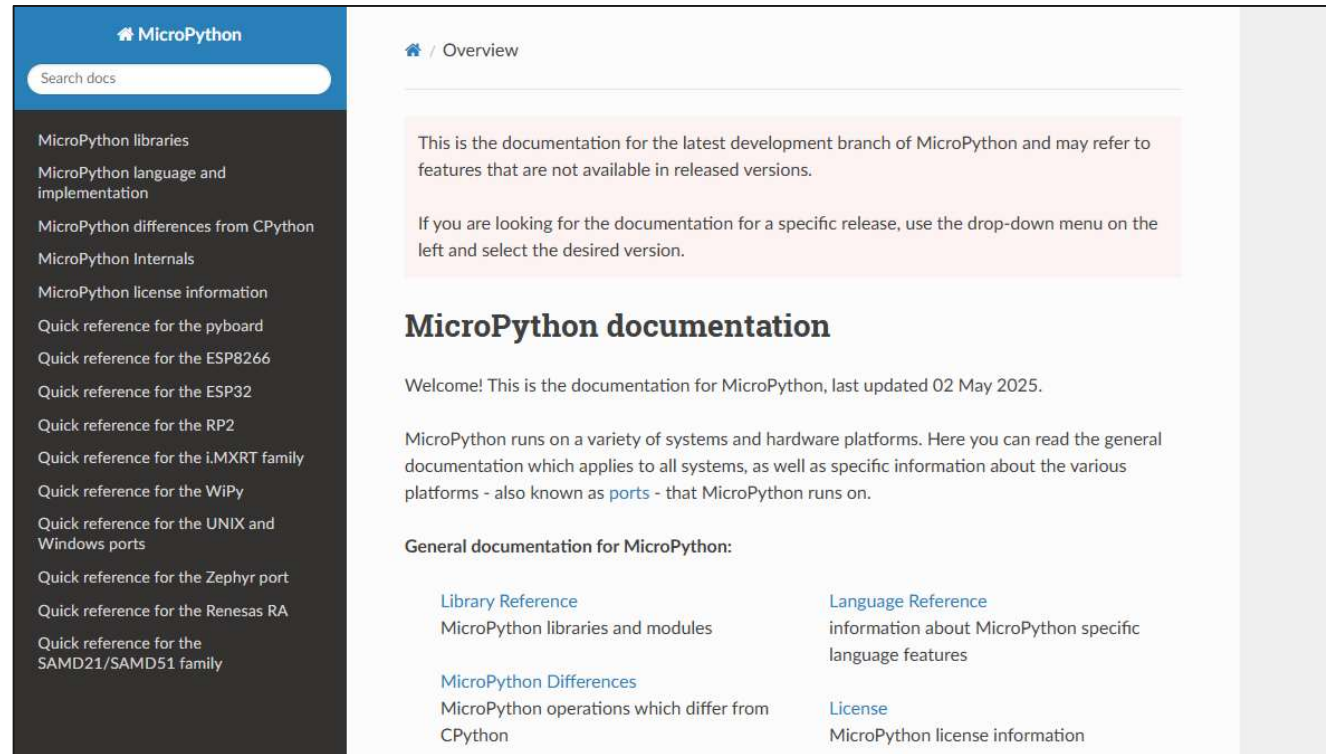 MicroPython
Search docs
MicroPython libraries
MicroPython language and
implementation
MicroPython differences from CPython
MicroPython Internals
MicroPython license information
Quick reference for the pyboard
Quick reference for the ESP8266
Quick reference for the ESP32
Quick reference for the RP2
Quick reference for the i.MXRT family
Quick reference for the WiPy
Quick reference for the UNIX and
Windows ports
Quick reference for the Zephyr port
Quick reference for the Renesas RA
Quick reference for the
SAMD21/SAMD51 family
/ Overview
This is the documentation for the latest development branch of MicroPython and may refer to
features that are not available in released versions.
If you are looking for the documentation for a specific release, use the drop-down menu on the
left and select the desired version.
MicroPython documentation
Welcome! This is the documentation for MicroPython, last updated 02 May 2025.
MicroPython runs on a variety of systems and hardware platforms. Here you can read the general
documentation which applies to all systems, as well as specific information about the various
platforms - also known as ports - that MicroPython runs on.
General documentation for MicroPython:
Library Reference
MicroPython libraries and modules
MicroPython Differences
MicroPython operations which differ from
CPython
Language Reference
information about MicroPython specific
language features
License
MicroPython license information